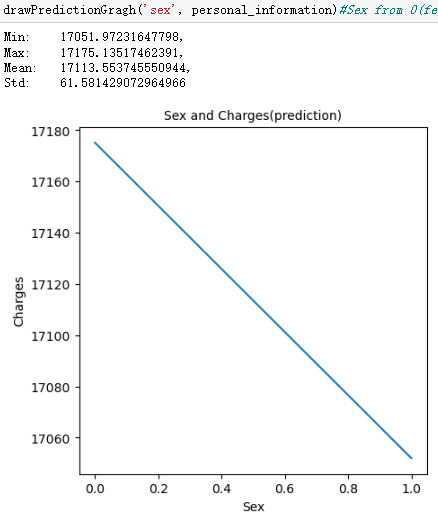 drawPredictionGragh('sex', personal_information)#Sex from 0(fe
Min: 17051.97231647798,
Max: 17175.13517462391,
Mean: 17113.553745550944,
Std: 61.581429072964966
Sex and Charges(prediction)
17180
17160
17140
17120
17100
17080
17060
Charges
0.0 0.2 0.4 0.6 0.8 1.0
Sex